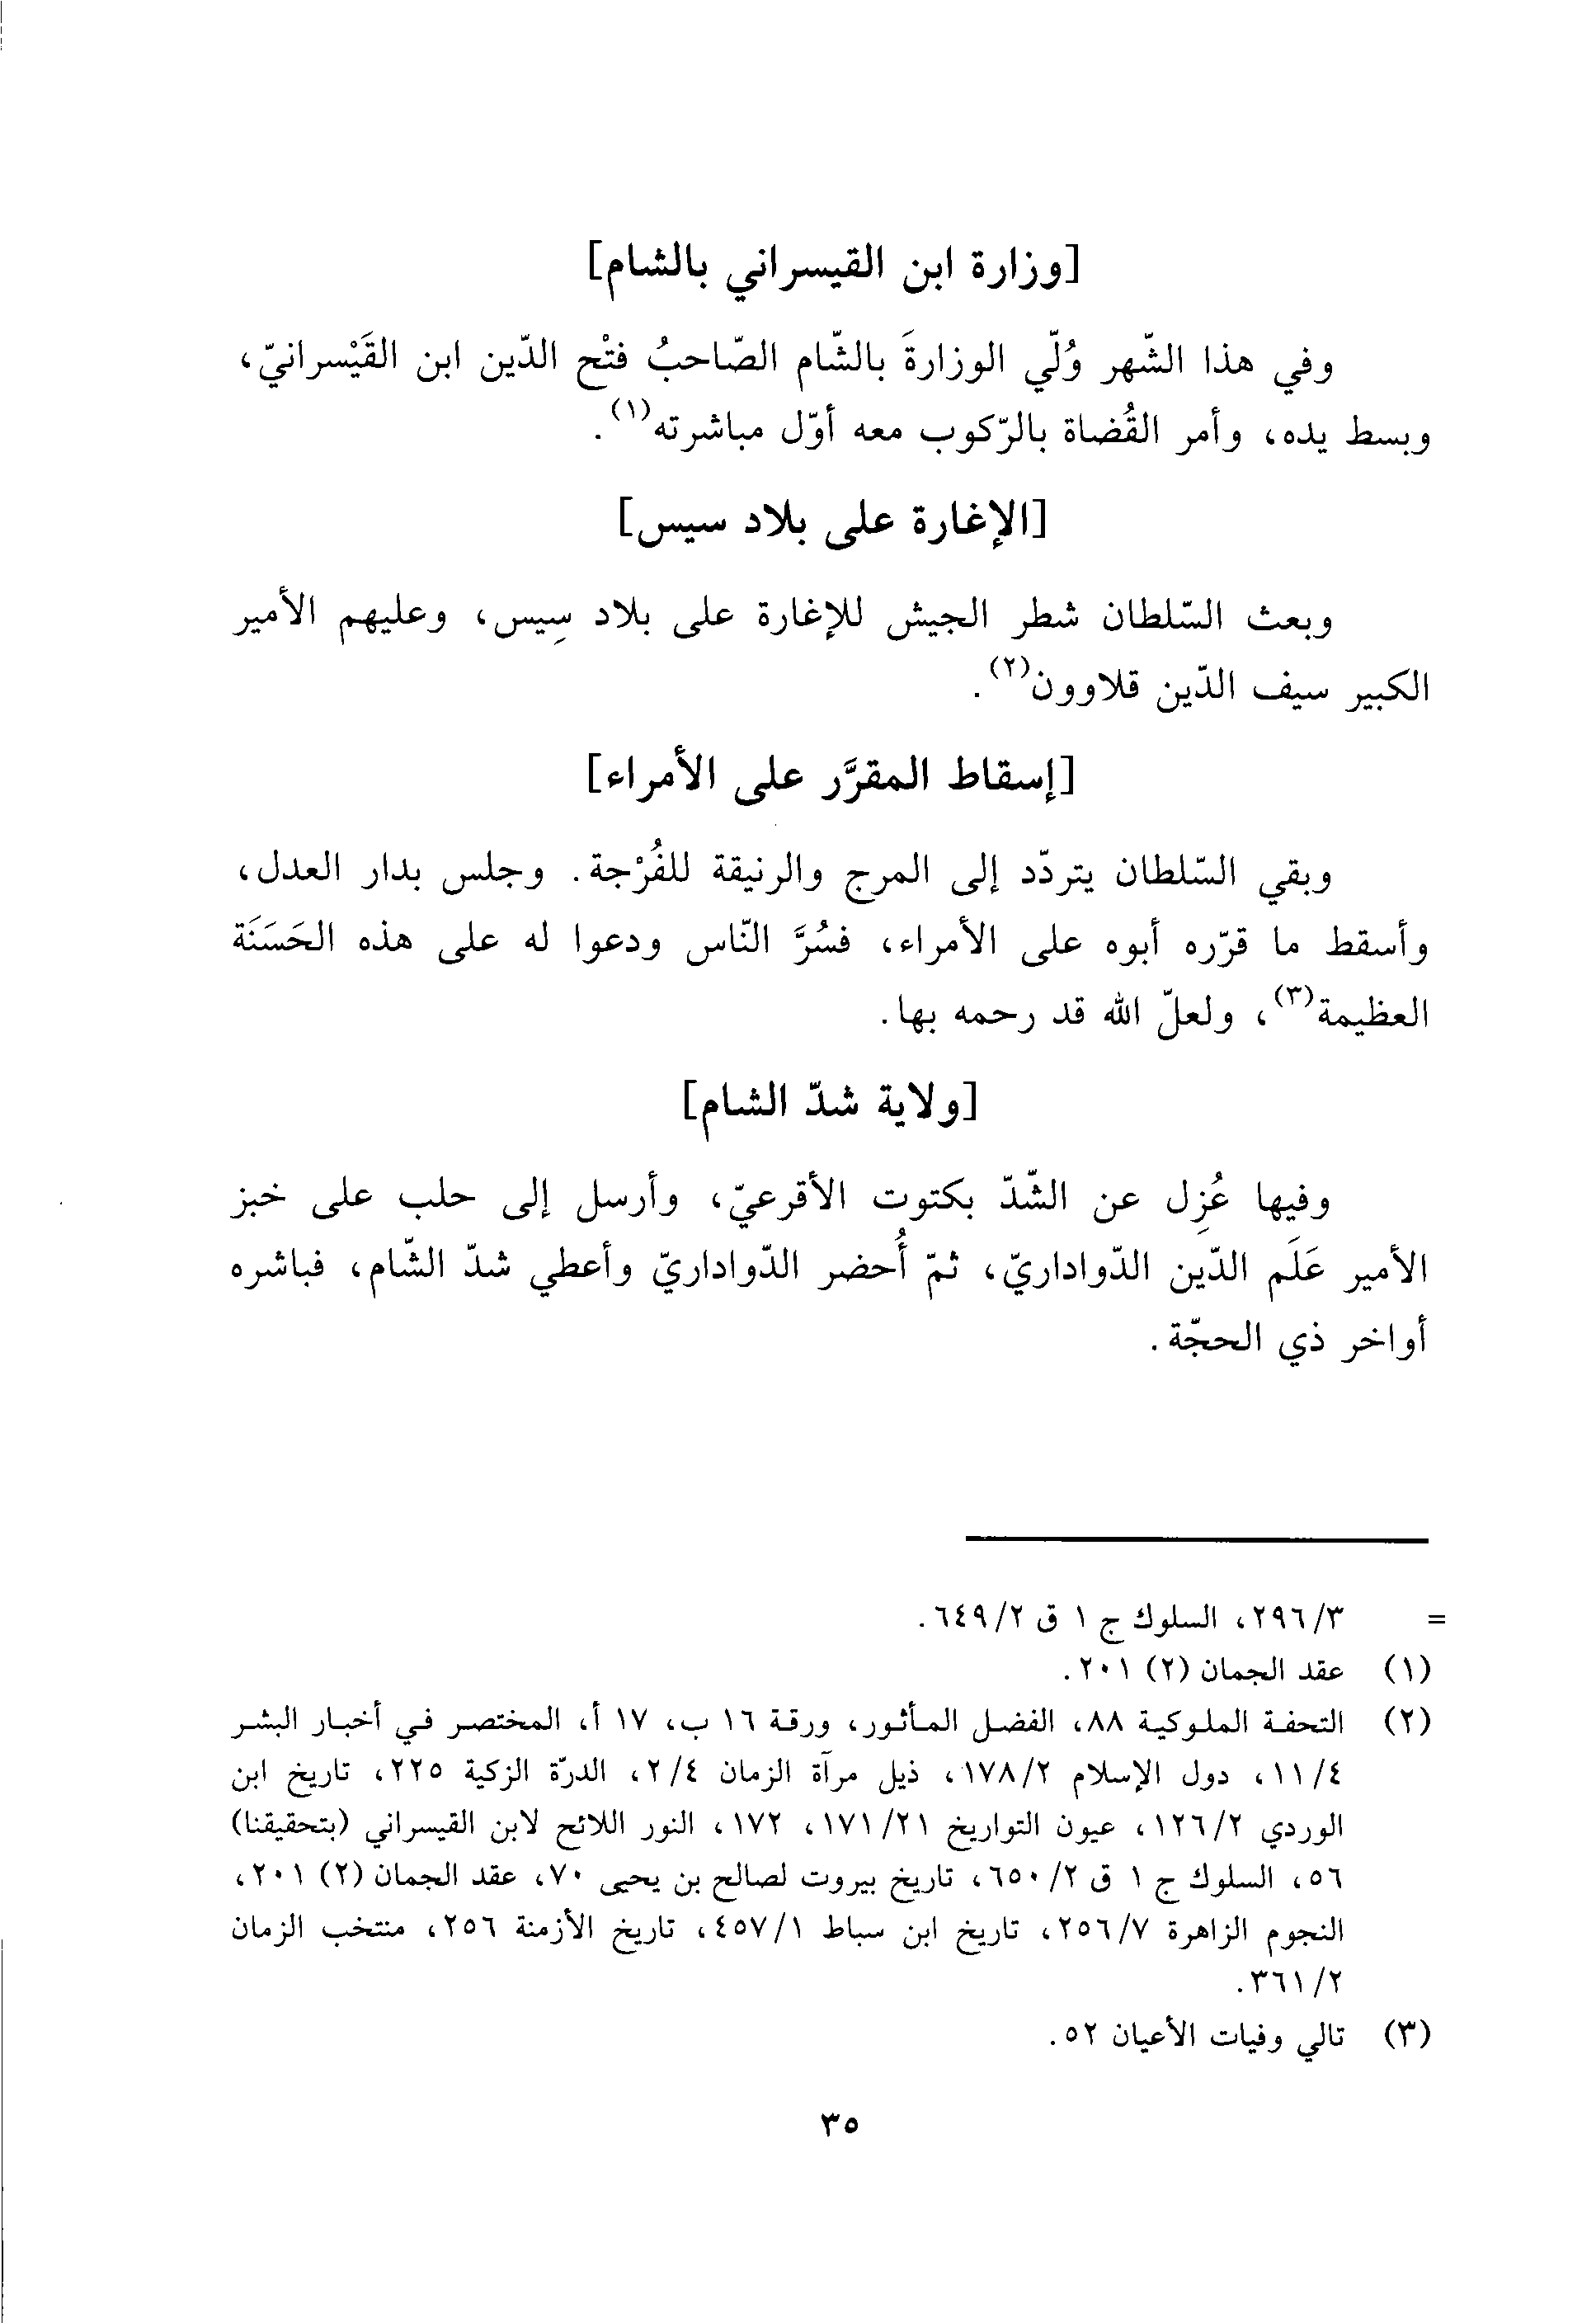 [وزارة ابن القيسراني بالشام]
وفي هذا الشّهر وُلّي الوزارةَ بالشّام الصّاحبُ فتْح الدّين ابن القَيْسرانيّ،
وبسط يده، وأمر القُضاة بالرّكوب معه أوّل مباشرته(١).
[الإغارة على بلاد سيس]
وبعث السّلطان شطر الجيش للإغارة على بلاد سِيس، وعليهم الأمير
الكبير سيف الدّين قلاوون(٢).
[إسقاط المقرَّر على الأمراء]
وبقي السّلطان يتردّد إلى المرج والرنيقة للفُرْجة. وجلس بدار العدل،
وأسقط ما قرّره أبوه على الأمراء، فسُرَّ النّاس ودعوا له على هذه الحَسَنَة
العظيمة(٣)، ولعلّ الله قد رحمه بها.
[ولاية شدّ الشام]
وفيها عُزِل عن الشّدّ بكتوت الأقرعيّ، وأرسل إلى حلب على خبز
الأمير عَلَم الدّين الدّواداريّ، ثمّ أُحضر الدّواداريّ وأعطي شدّ الشّام، فباشره
أواخر ذي الحجّة.
= ٢٩٦/٣، السلوك ج ١ ق ٦٤٩/٢.
(١) عقد الجمان (٢) ٢٠١.
(٢) التحفة الملوكية ٨٨، الفضل المأثور، ورقة ١٦ ب، ١٧ أ، المختصر في أخبار البشر
١١/٤، دول الإسلام ١٧٨/٢، ذيل مرآة الزمان ٢/٤، الدرّة الزكية ٢٢٥، تاريخ ابن
الوردي ١٢٦/٢، عيون التواريخ ١٧١/٢١، ١٧٢، النور اللائح لابن القيسراني (بتحقيقنا)
٥٦، السلوك ج ١ ق ٦٥٠/٢، تاريخ بيروت لصالح بن يحيى ٧٠، عقد الجمان (٢) ٢٠١،
النجوم الزاهرة ٢٥٦/٧، تاريخ ابن سباط ٤٥٧/١، تاريخ الأزمنة ٢٥٦، منتخب الزمان
٣٦١/٢.
(٣) تالي وفيات الأعيان ٥٢.
٣٥